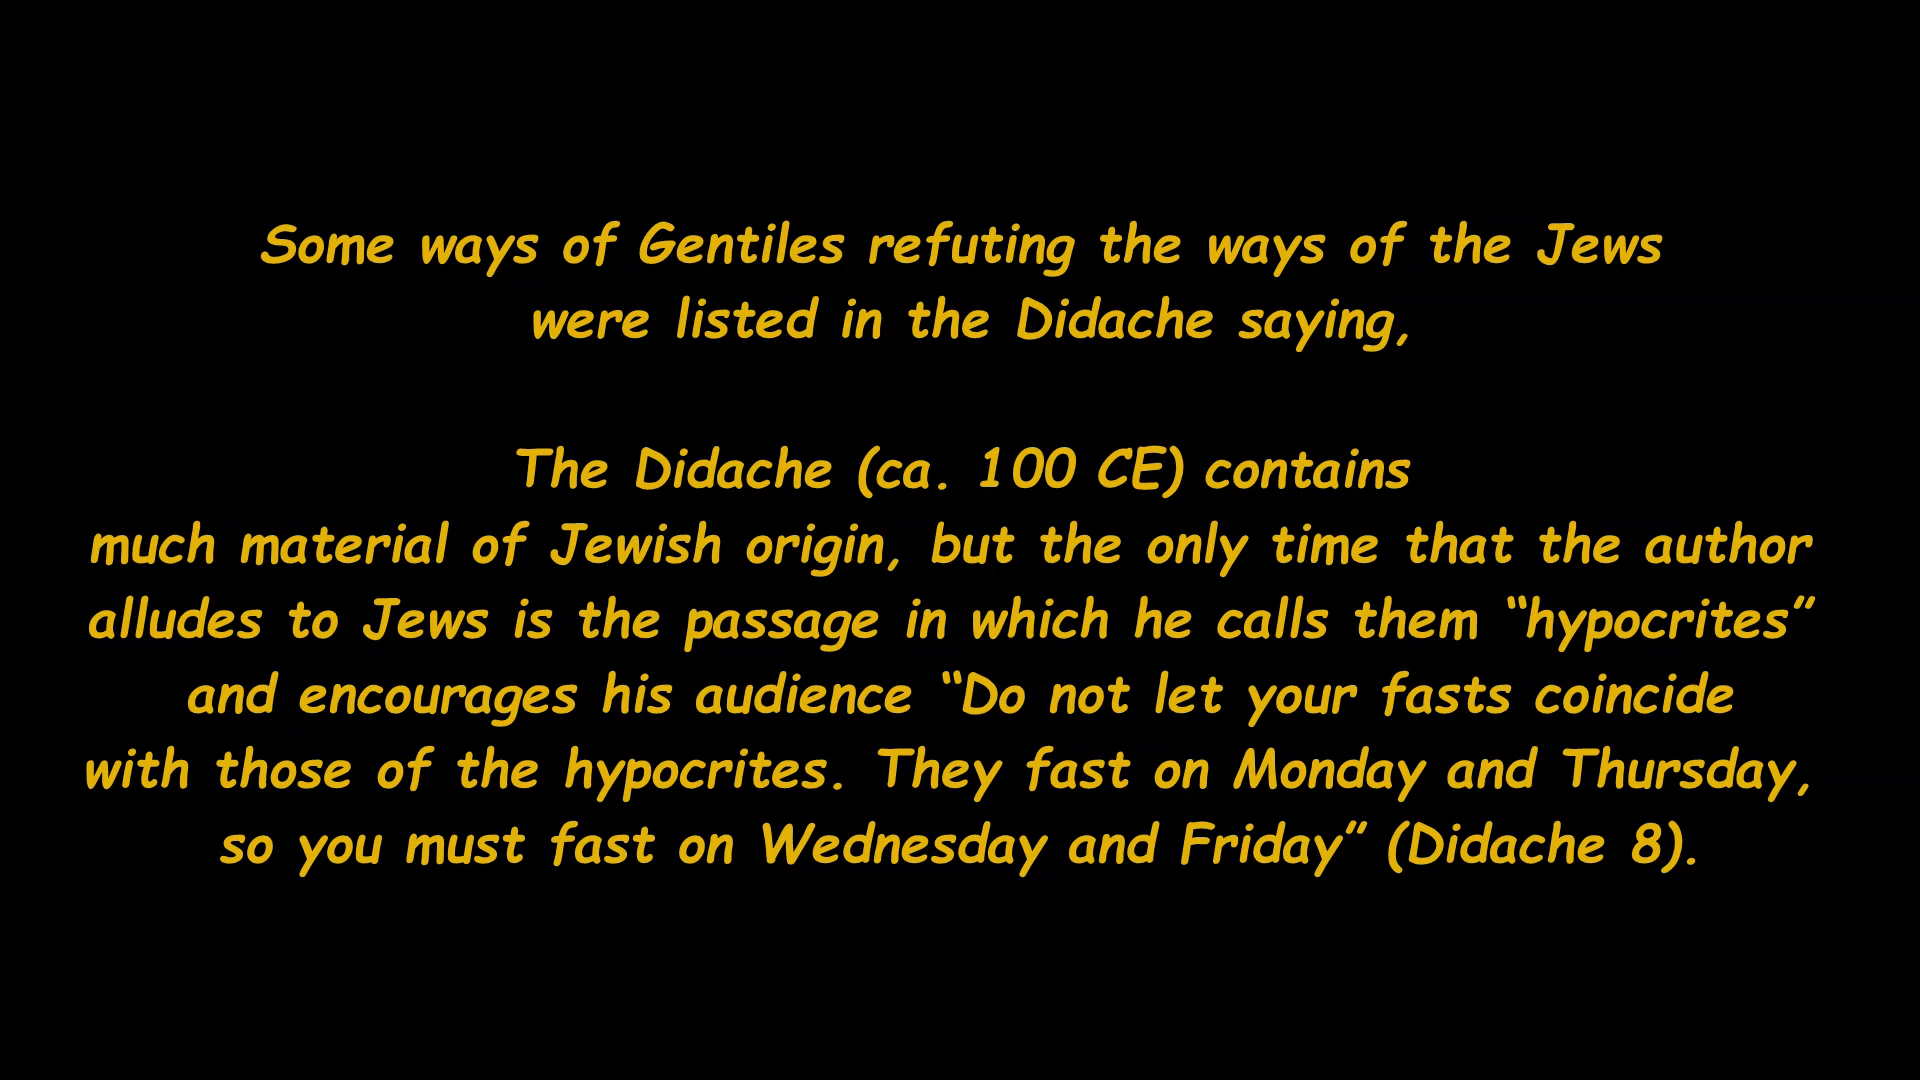 Some ways of Gentiles refuting the ways of the Jews
were listed in the Didache saying,
The Didache (ca. 100 CE) contains
much material of Jewish origin, but the only time that the author
alludes to Jews is the passage in which he calls them “hypocrites”
and encourages his audience “Do not let your fasts coincide
with those of the hypocrites. They fast on Monday and Thursday,
so you must fast on Wednesday and Friday” (Didache 8).